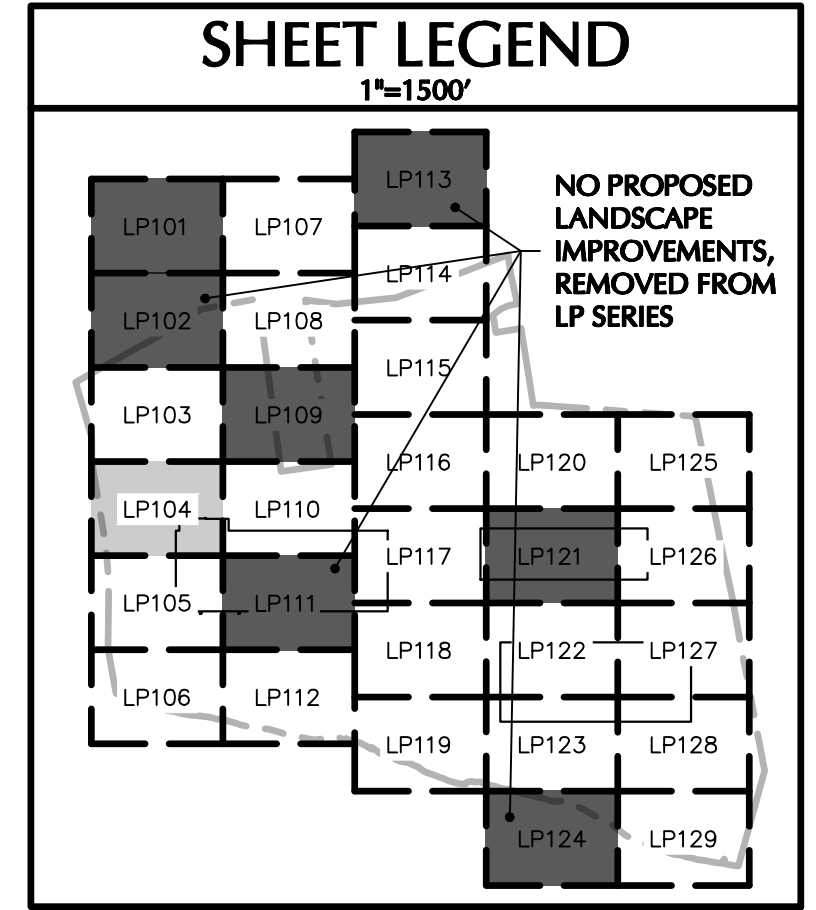 SHEET LEGEND
1"=1500'
NO PROPOSED
LANDSCAPE
IMPROVEMENTS,
REMOVED FROM
LP SERIES
LP101
LP102
LP103
LP104
LP105
LP106
LP107
LP108
LP109
LP110
LP111
LP112
LP113
LP114
LP115
LP116
LP117
LP118
LP119
LP120
LP121
LP122
LP123
LP124
LP125
LP126
LP127
LP128
LP129